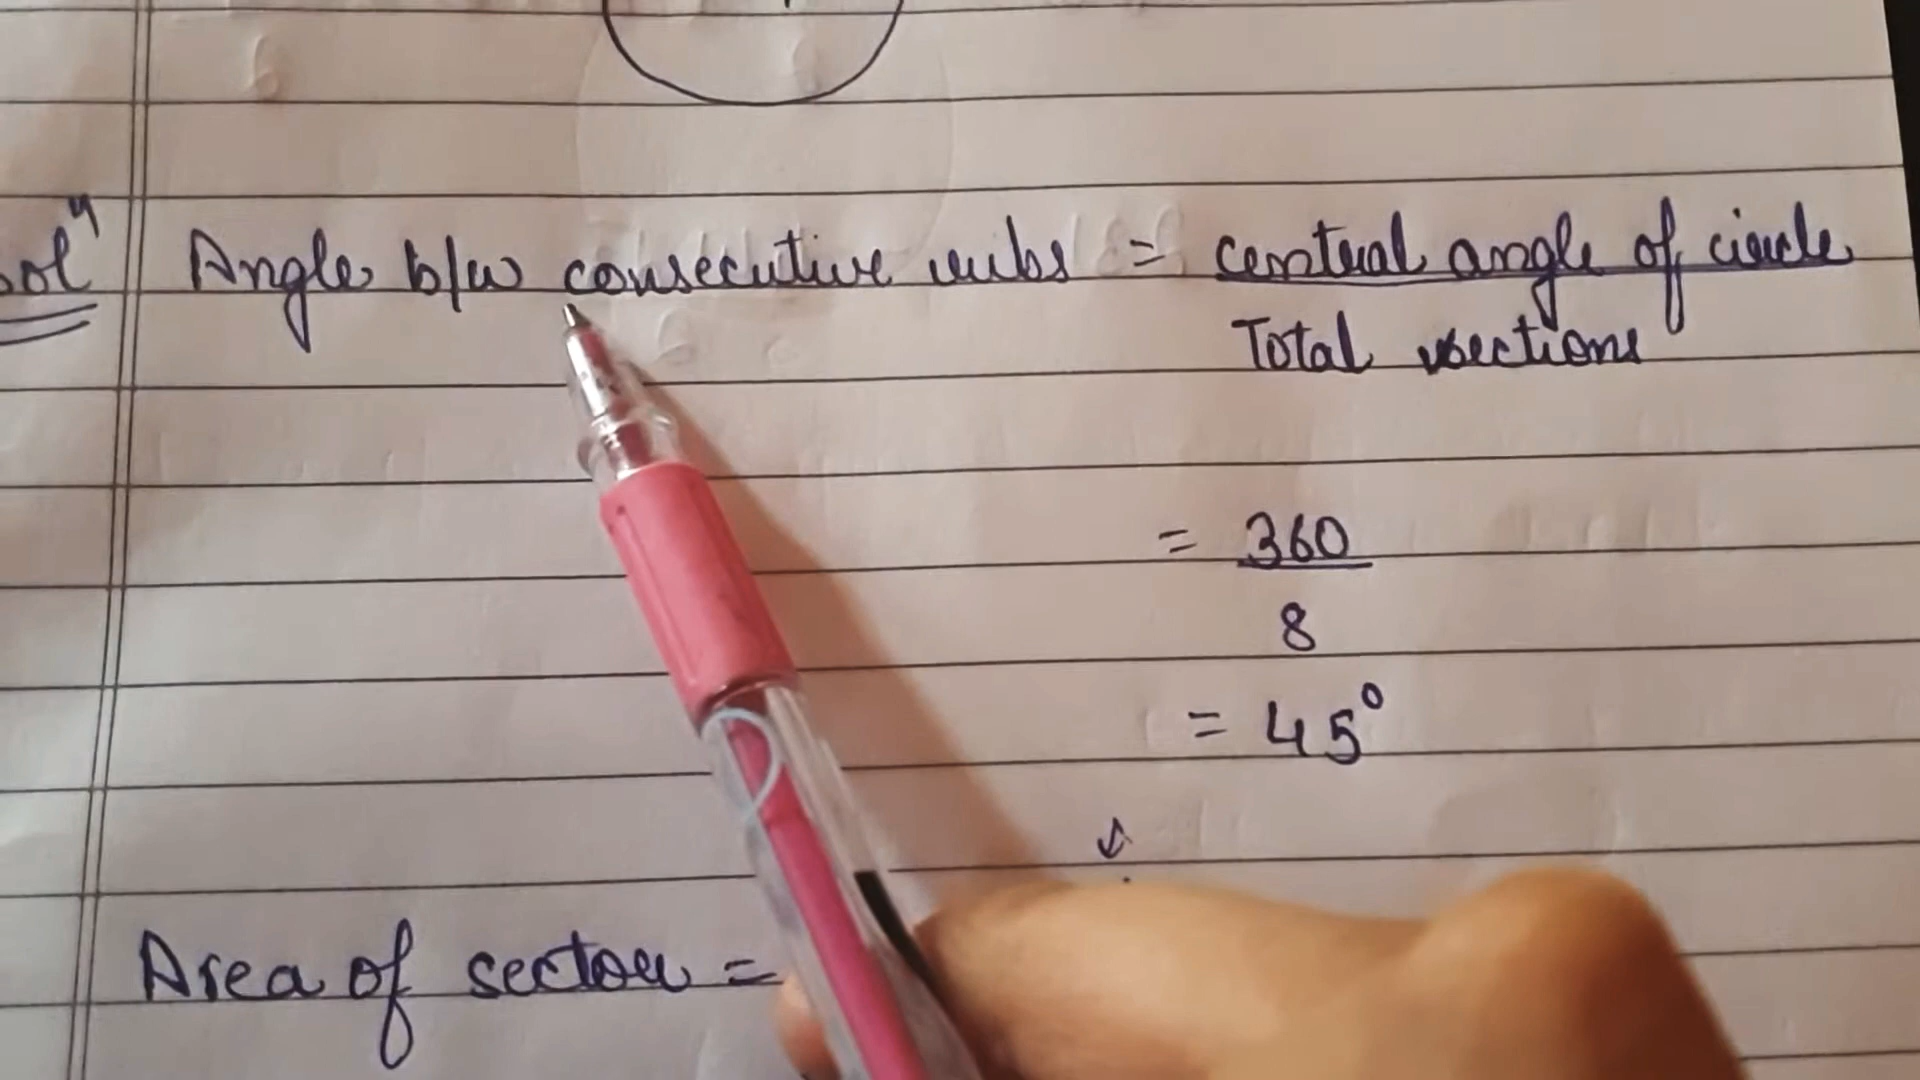 Solⁿ Angle b/w consecutive ribs = central angle of circle
Total sections
= 360
8
= 45°
Area of sector =